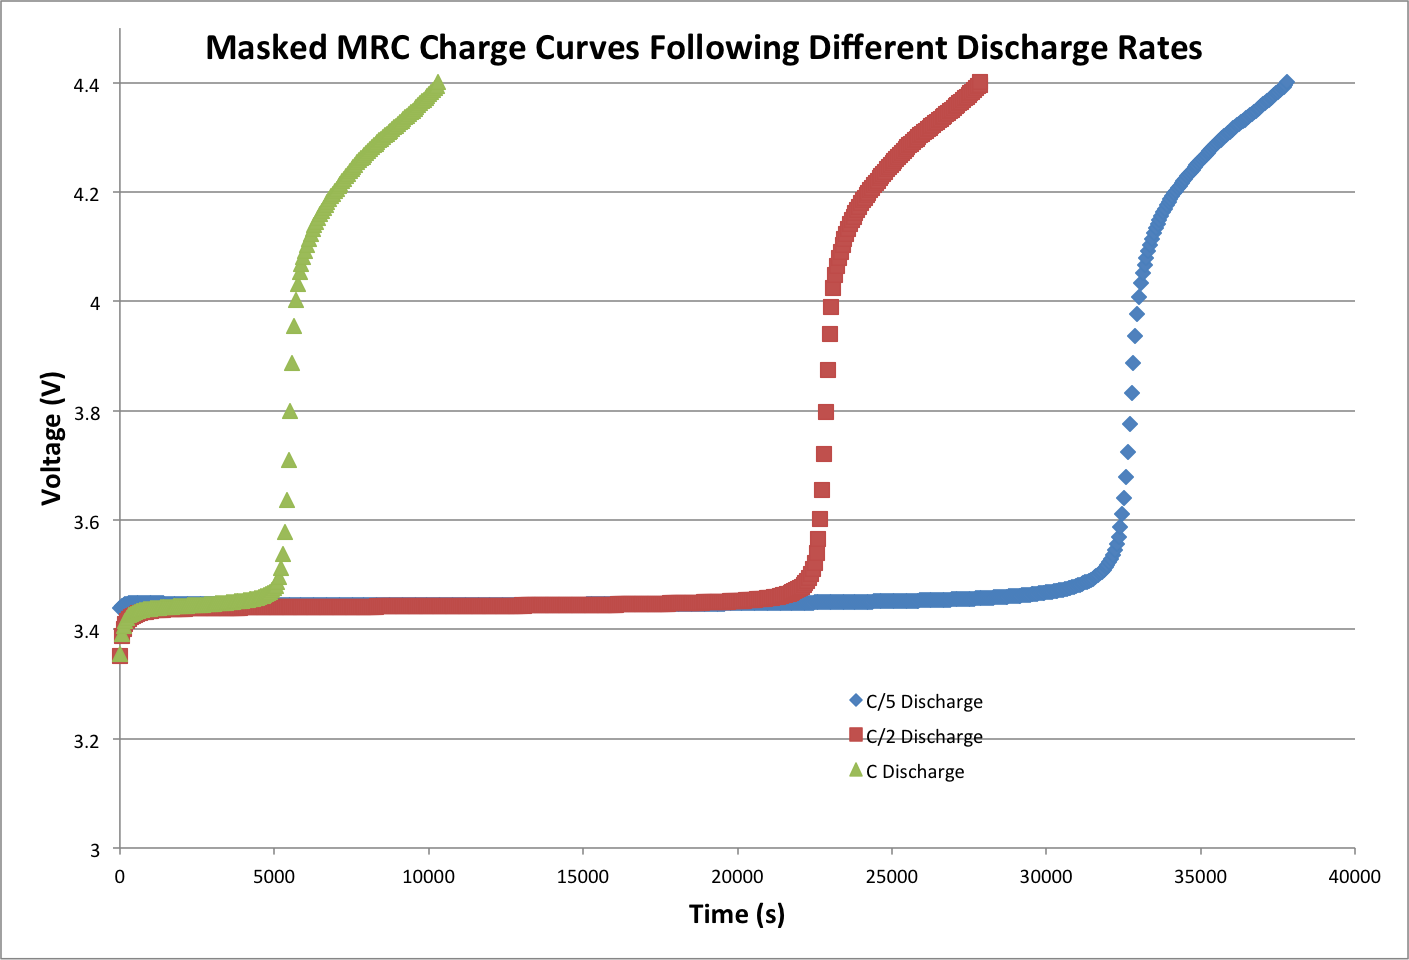 Masked MRC Charge Curves Following Different Discharge Rates
4.4
4.2
4
3.8
3.6
3.4
3.2
3
Voltage (V)
C/5 Discharge
C/2 Discharge
C Discharge
0 5000 10000 15000 20000 25000 30000 35000 40000
Time (s)